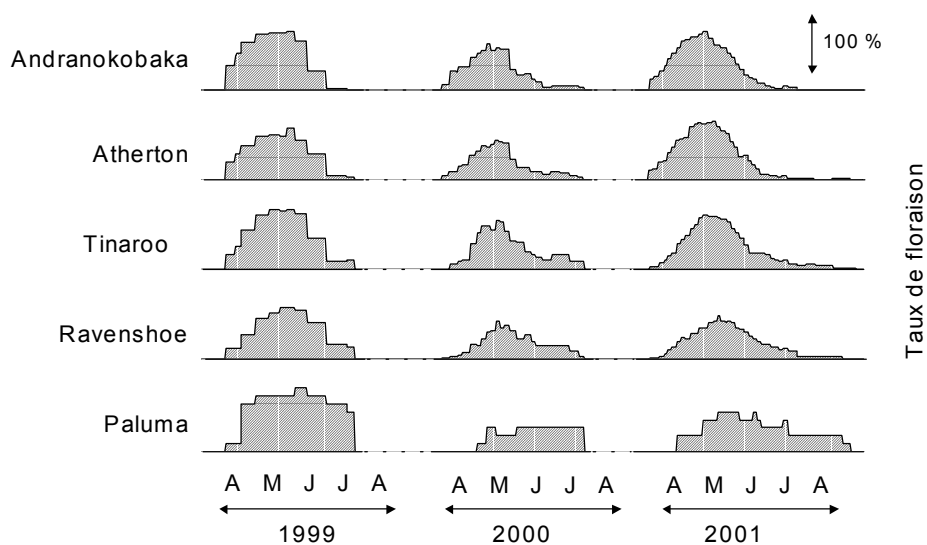 100 %
Andranokobaka
Atherton
Tinaroo
Ravenshoe
Paluma
Taux de floraison
A M J J A A M J J A A M J J A
1999 2000 2001